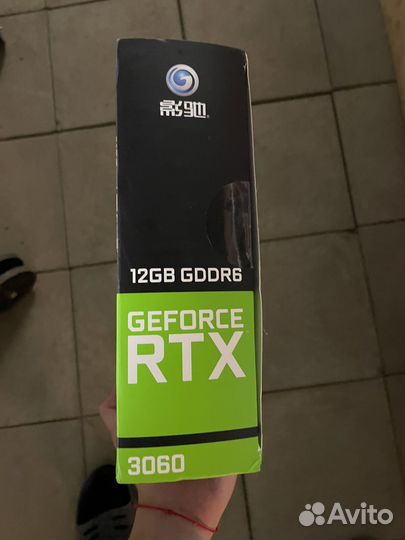 影驰
12GB GDDR6
GEFORCE
RTX
3060
Avito